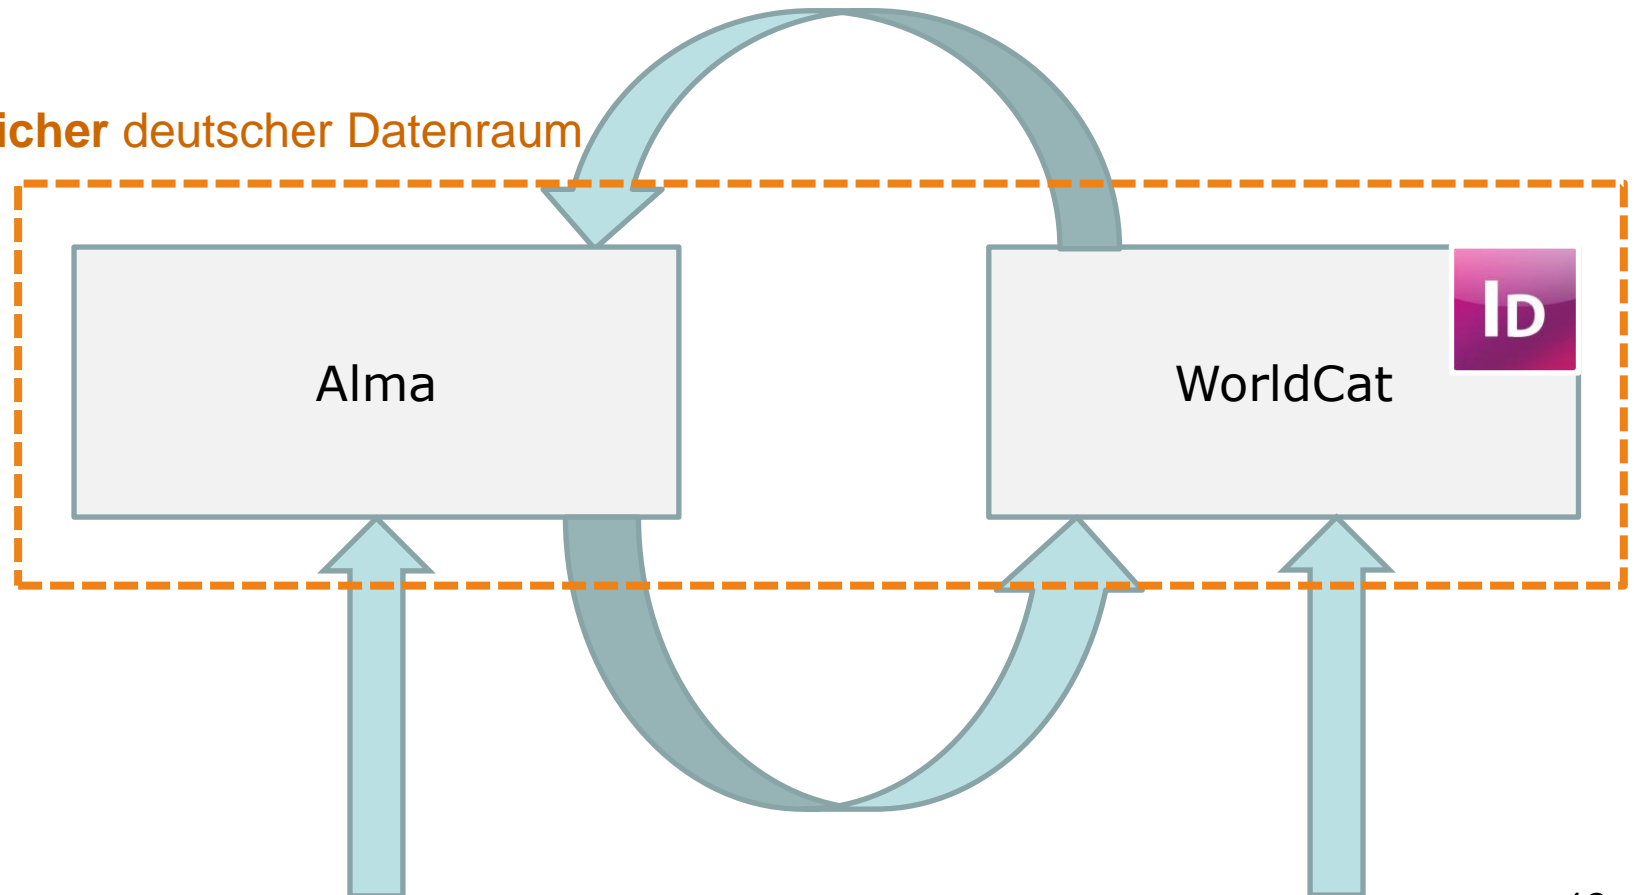 icher deutscher Datenraum
ID
Alma
WorldCat